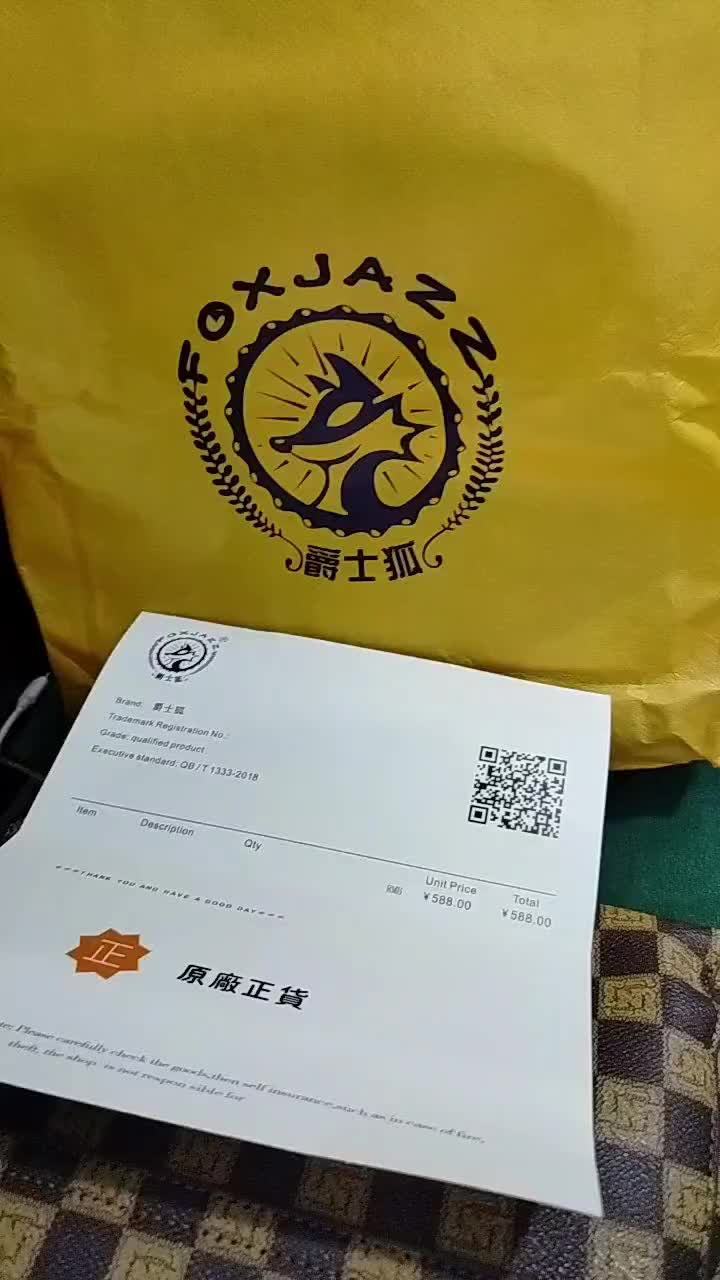 FOXJAZZ
爵士狐
FOXJAZZ®
爵士狐
Brand: 爵士狐
Trademark Registration No.:
Grade: qualified product
Executive standard: QB/T 1333-2018
Item Description Qty Unit Price Total
¥588.00 ¥588.00
===THANK YOU AND HAVE A GOOD DAY===
正 原廠正貨
Please carefully check the goods,then self insurance,such as in case of fire,
theft, the shop is not respon sible for